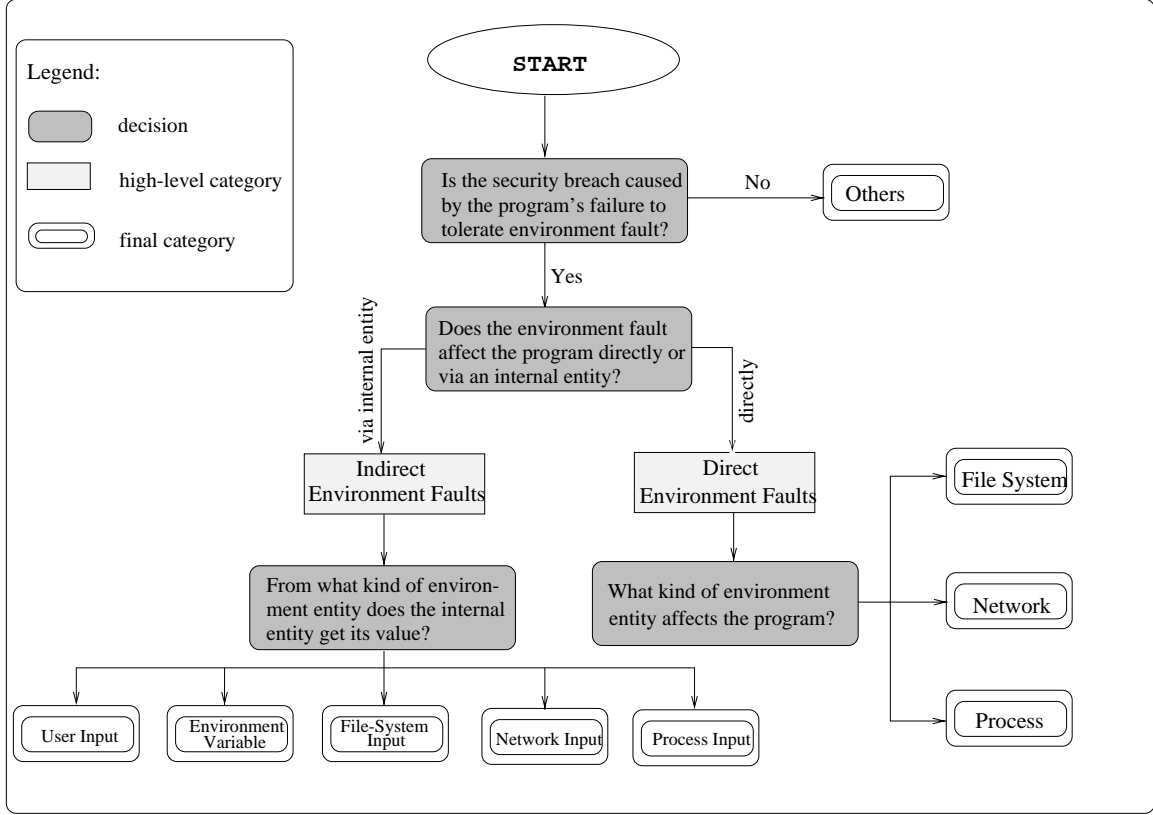 START
Legend:
decision
high-level category
final category
Is the security breach caused
by the program's failure to
tolerate environment fault?
No
Others
Yes
Does the environment fault
affect the program directly or
via an internal entity?
via internal entity
directly
Indirect
Environment Faults
Direct
Environment Faults
File System
From what kind of environ-
ment entity does the internal
entity get its value?
What kind of environment
entity affects the program?
Network
Process
User Input
Environment
Variable
File-System
Input
Network Input
Process Input